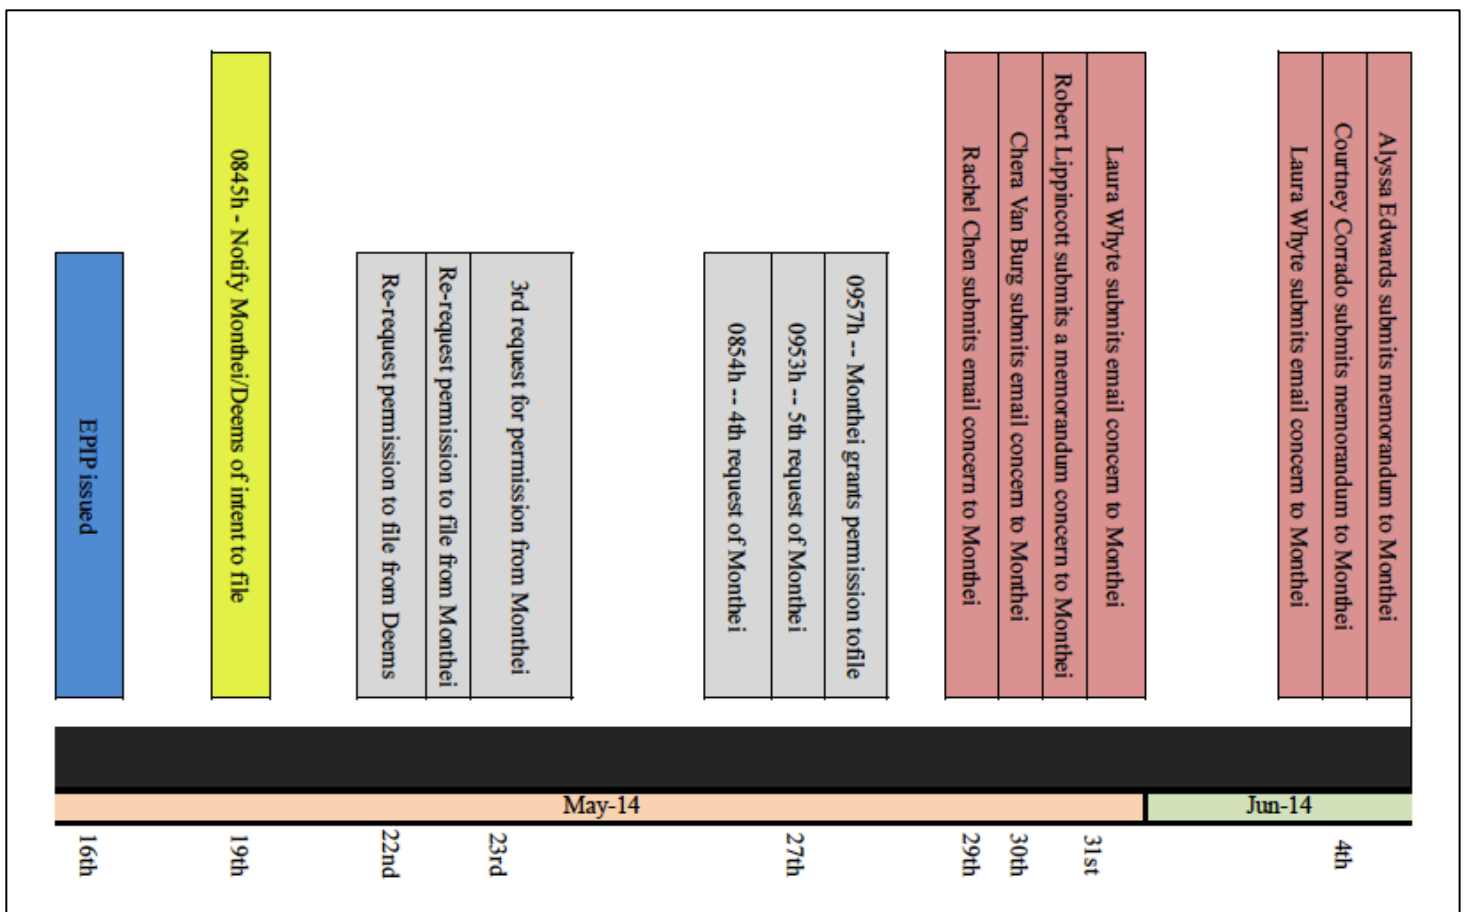 EPIP issued
0845h - Notify Monthei/Deems of intent to file
Re-request permission to file from Deems
Re-request permission to file from Monthei
3rd request for permission from Monthei
0854h -- 4th request of Monthei
0953h -- 5th request of Monthei
0957h -- Monthei grants permission tofile
Rachel Chen submits email concern to Monthei
Chera Van Burg submits email concem to Monthei
Robert Lippincott submits a memorandum concern to Monthei
Laura Whyte submits email concem to Monthei
Laura Whyte submits email concem to Monthei
Courtney Corrado submits memorandum to Monthei
Alyssa Edwards submits memorandum to Monthei
May-14
Jun-14
16th
19th
22nd
23rd
27th
29th
30th
31st
4th